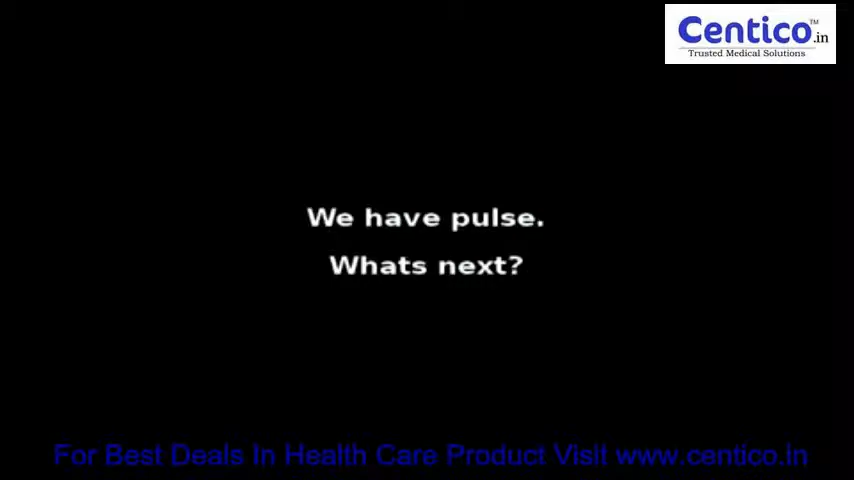 Centico.in
TM
Trusted Medical Solutions
We have pulse.
Whats next?
For Best Deals In Health Care Product Visit www.centico.in